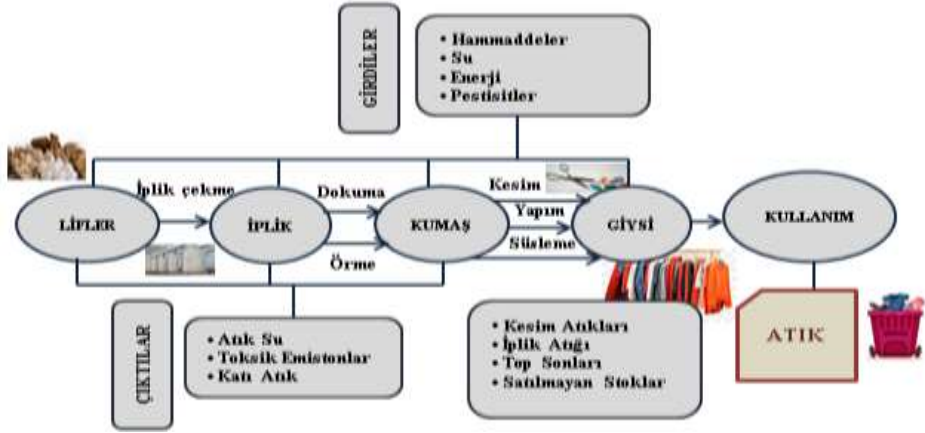 GİRDİLER
• Hammaddeler
• Su
• Enerji
• Pestisitler
İplik çekme
Dokuma
Kesim
LİFLER
İPLİK
KUMAŞ
Yapım
GİYSİ
KULLANIM
Örme
Süsleme
ÇIKTILAR
• Atık Su
• Toksik Emistonlar
• Katı Atık
• Kesim Atıkları
• İplik Atığı
• Top Sonları
• Satılmayan Stoklar
ATIK